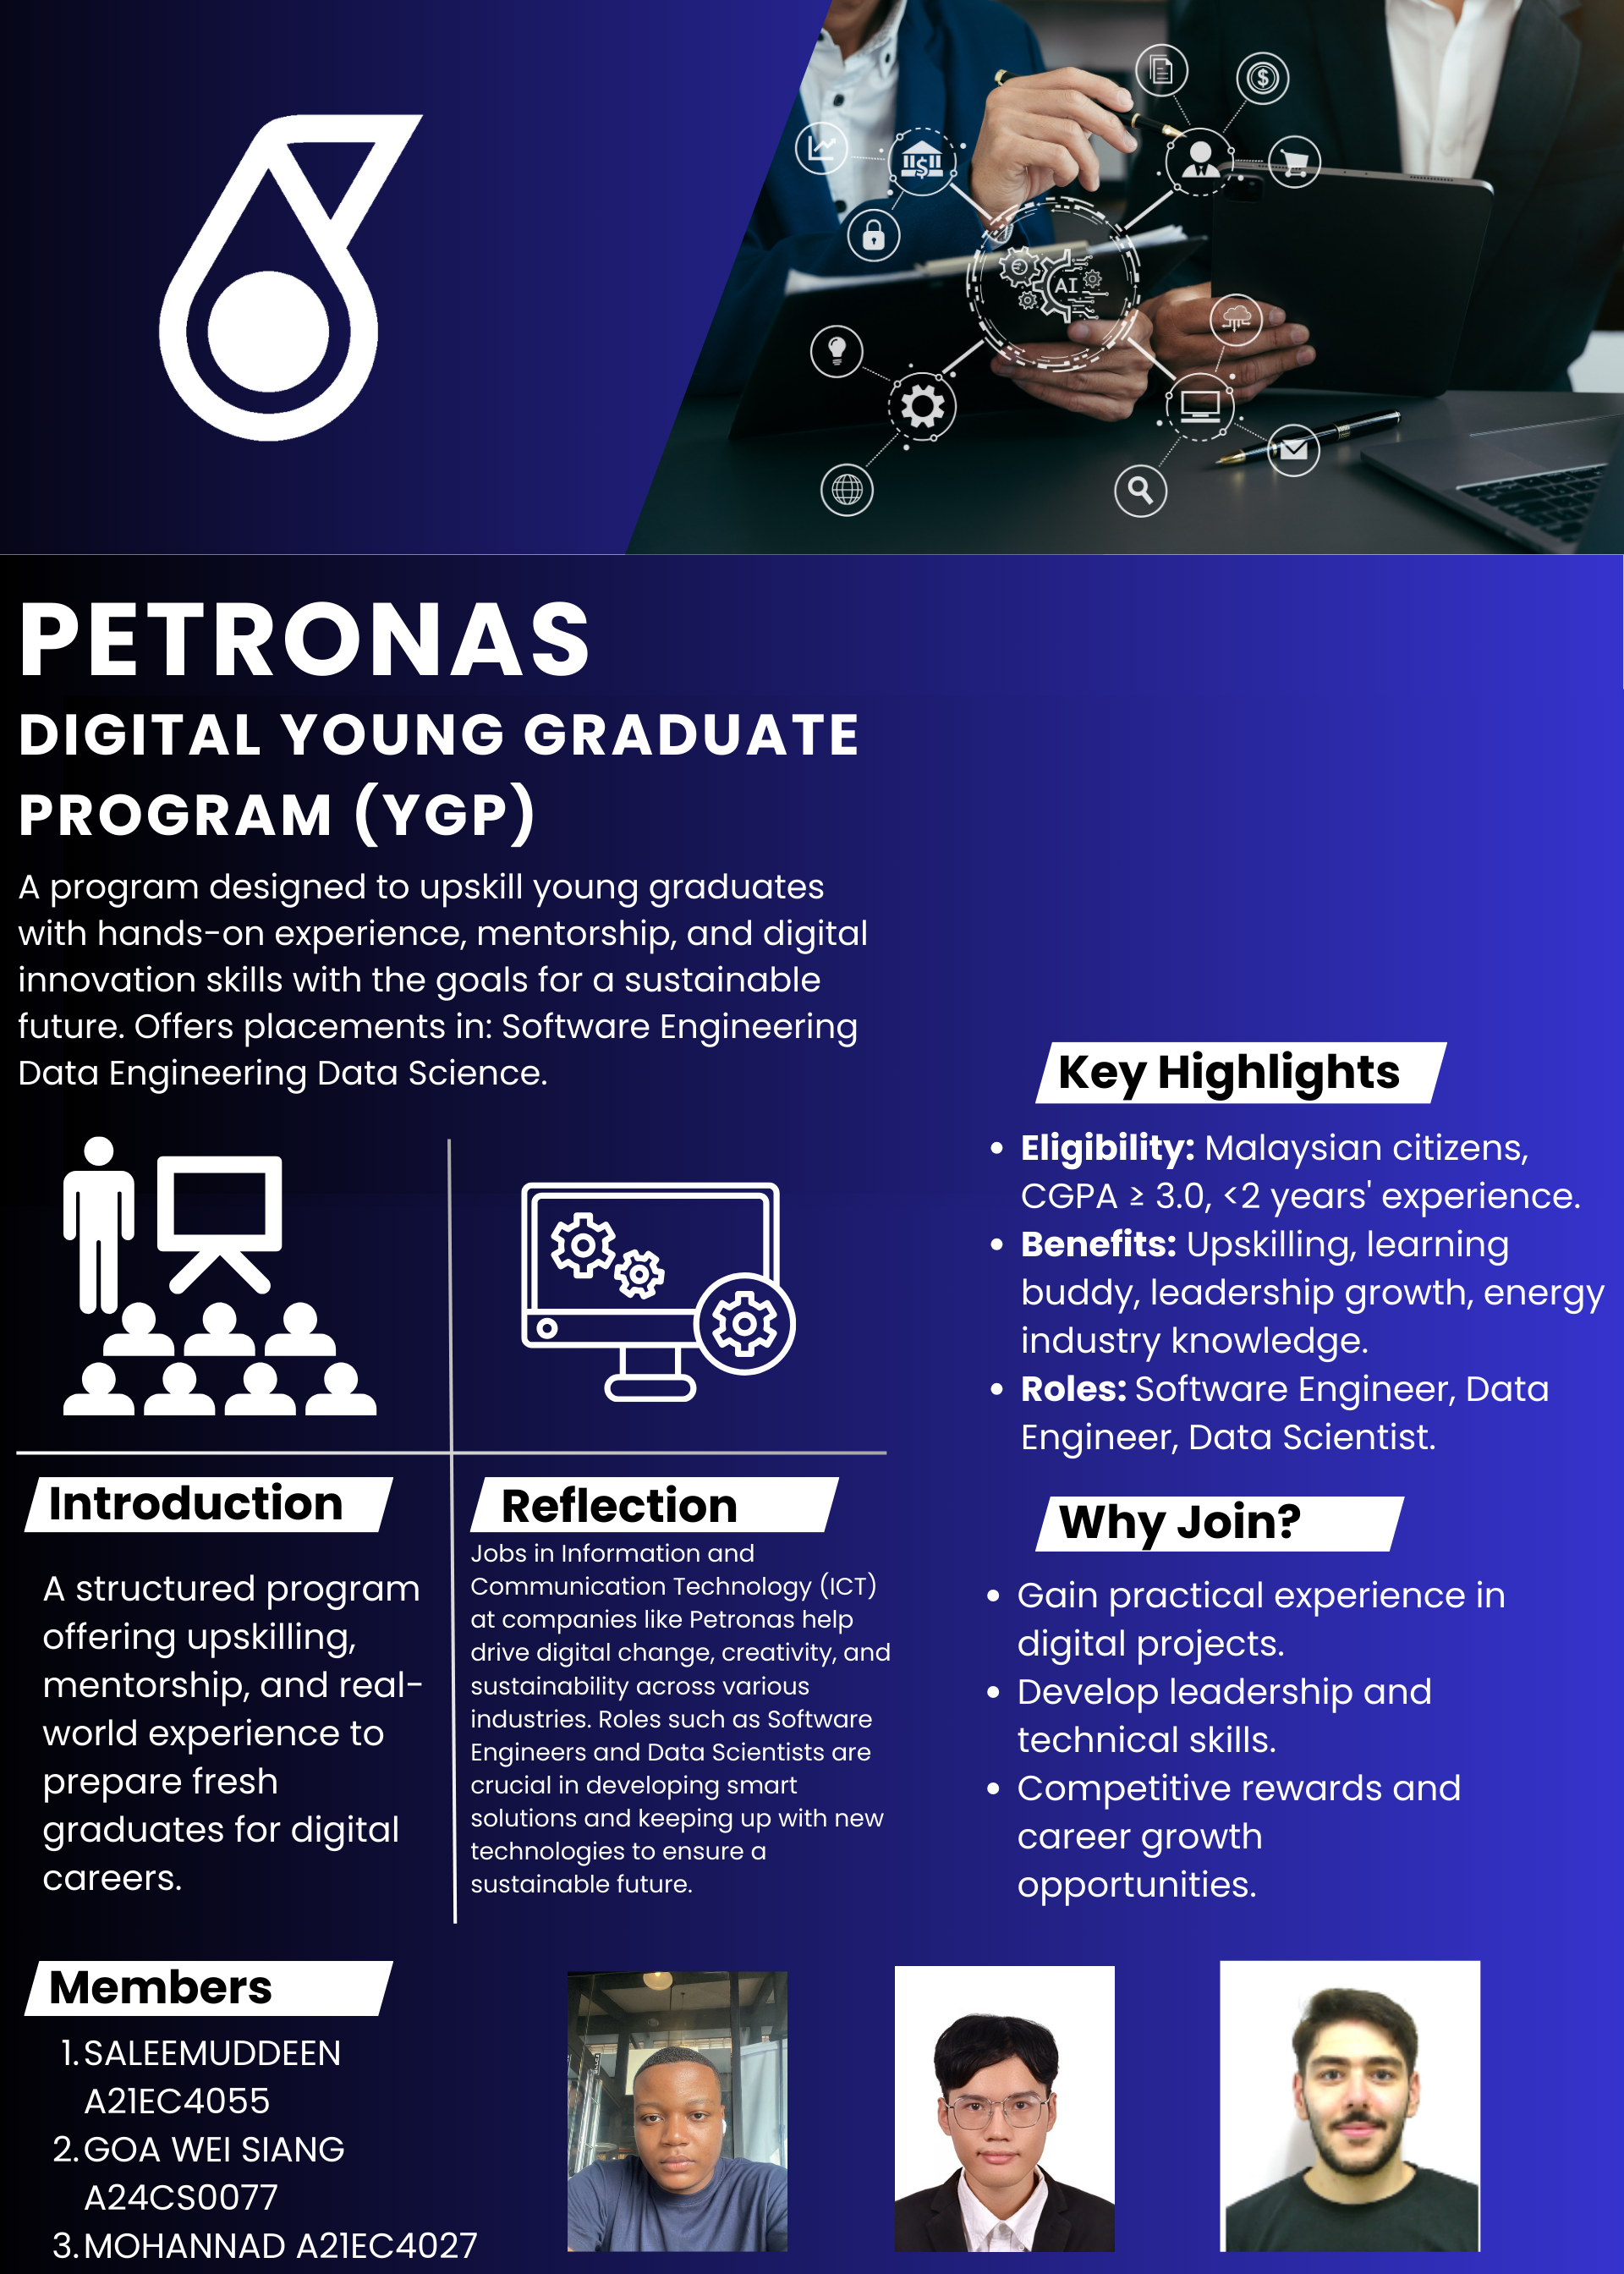 AI
PETRONAS
DIGITAL YOUNG GRADUATE
PROGRAM (YGP)
A program designed to upskill young graduates
with hands-on experience, mentorship, and digital
innovation skills with the goals for a sustainable
future. Offers placements in: Software Engineering
Data Engineering Data Science.
Introduction
A structured program
offering upskilling,
mentorship, and real-
world experience to
prepare fresh
graduates for digital
careers.
Reflection
Jobs in Information and
Communication Technology (ICT)
at companies like Petronas help
drive digital change, creativity, and
sustainability across various
industries. Roles such as Software
Engineers and Data Scientists are
crucial in developing smart
solutions and keeping up with new
technologies to ensure a
sustainable future.
Key Highlights
• Eligibility: Malaysian citizens,
CGPA ≥ 3.0, <2 years' experience.
• Benefits: Upskilling, learning
buddy, leadership growth, energy
industry knowledge.
• Roles: Software Engineer, Data
Engineer, Data Scientist.
Why Join?
• Gain practical experience in
digital projects.
• Develop leadership and
technical skills.
• Competitive rewards and
career growth
opportunities.
Members
1. SALEEMUDDEEN
A21EC4055
2. GOA WEI SIANG
A24CS0077
3. MOHANNAD A21EC4027